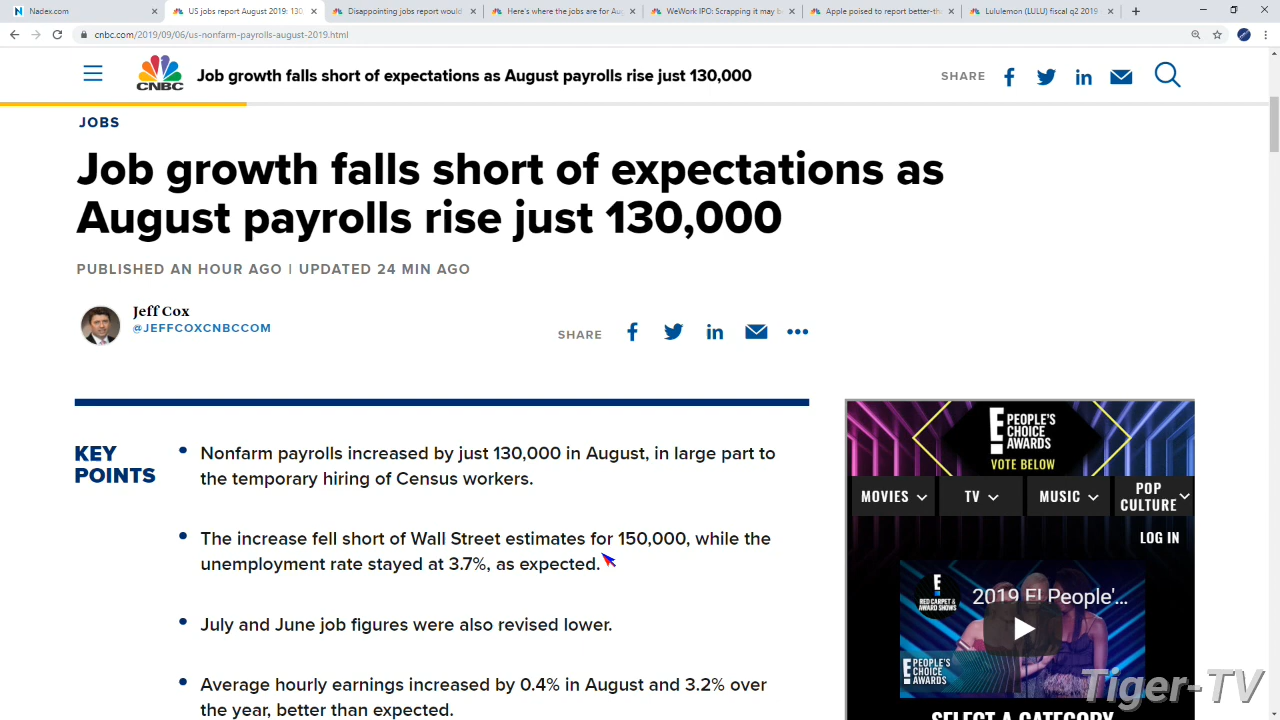 Nadex.com
US jobs report August 2019: 130,
Disappointing jobs report would
Here's where the jobs are for Aug
WeWork IPO: Scrapping it may b
Apple poised to report better-th
Lululemon (LULU) fiscal q2 2019
cnbc.com/2019/09/06/us-nonfarm-payrolls-august-2019.html
CNBC
Job growth falls short of expectations as August payrolls rise just 130,000
SHARE
JOBS
Job growth falls short of expectations as
August payrolls rise just 130,000
PUBLISHED AN HOUR AGO | UPDATED 24 MIN AGO
Jeff Cox
@JEFFCOXCNBCCOM
SHARE
KEY
POINTS
Nonfarm payrolls increased by just 130,000 in August, in large part to
the temporary hiring of Census workers.
The increase fell short of Wall Street estimates for 150,000, while the
unemployment rate stayed at 3.7%, as expected.
July and June job figures were also revised lower.
Average hourly earnings increased by 0.4% in August and 3.2% over
the year, better than expected.
E
PEOPLE'S
CHOICE
AWARDS
VOTE BELOW
MOVIES
TV
MUSIC
POP
CULTURE
LOG IN
E
RED CARPET &
AWARD SHOWS
2019 E! People'...
E
PEOPLE'S
CHOICE
AWARDS
SELECT A CATEGORY
Tiger-TV